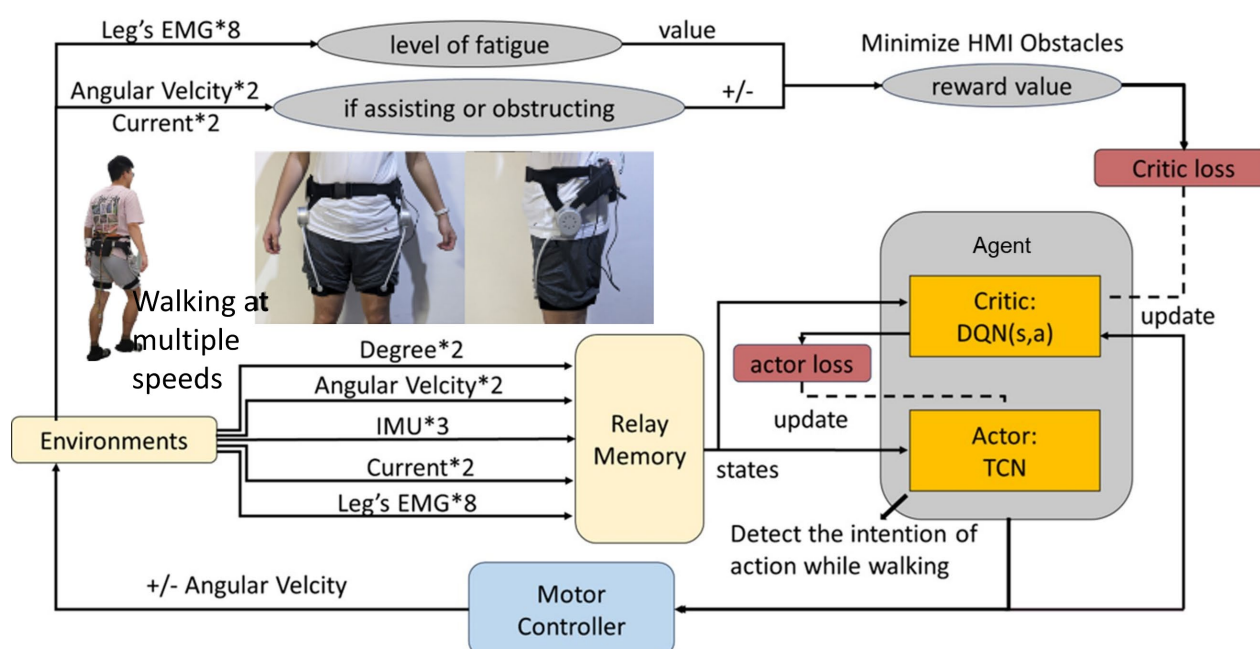 Leg's EMG*8
level of fatigue
value
Minimize HMI Obstacles
Angular Velcity*2
Current*2
if assisting or obstructing
+/-
reward value
Critic loss
Agent
Walking at
multiple
speeds
Critic:
DQN(s,a)
update
actor loss
update
Degree*2
Angular Velcity*2
IMU*3
Current*2
Leg's EMG*8
Environments
Relay
Memory
states
Actor:
TCN
Detect the intention of
action while walking
+/- Angular Velcity
Motor
Controller